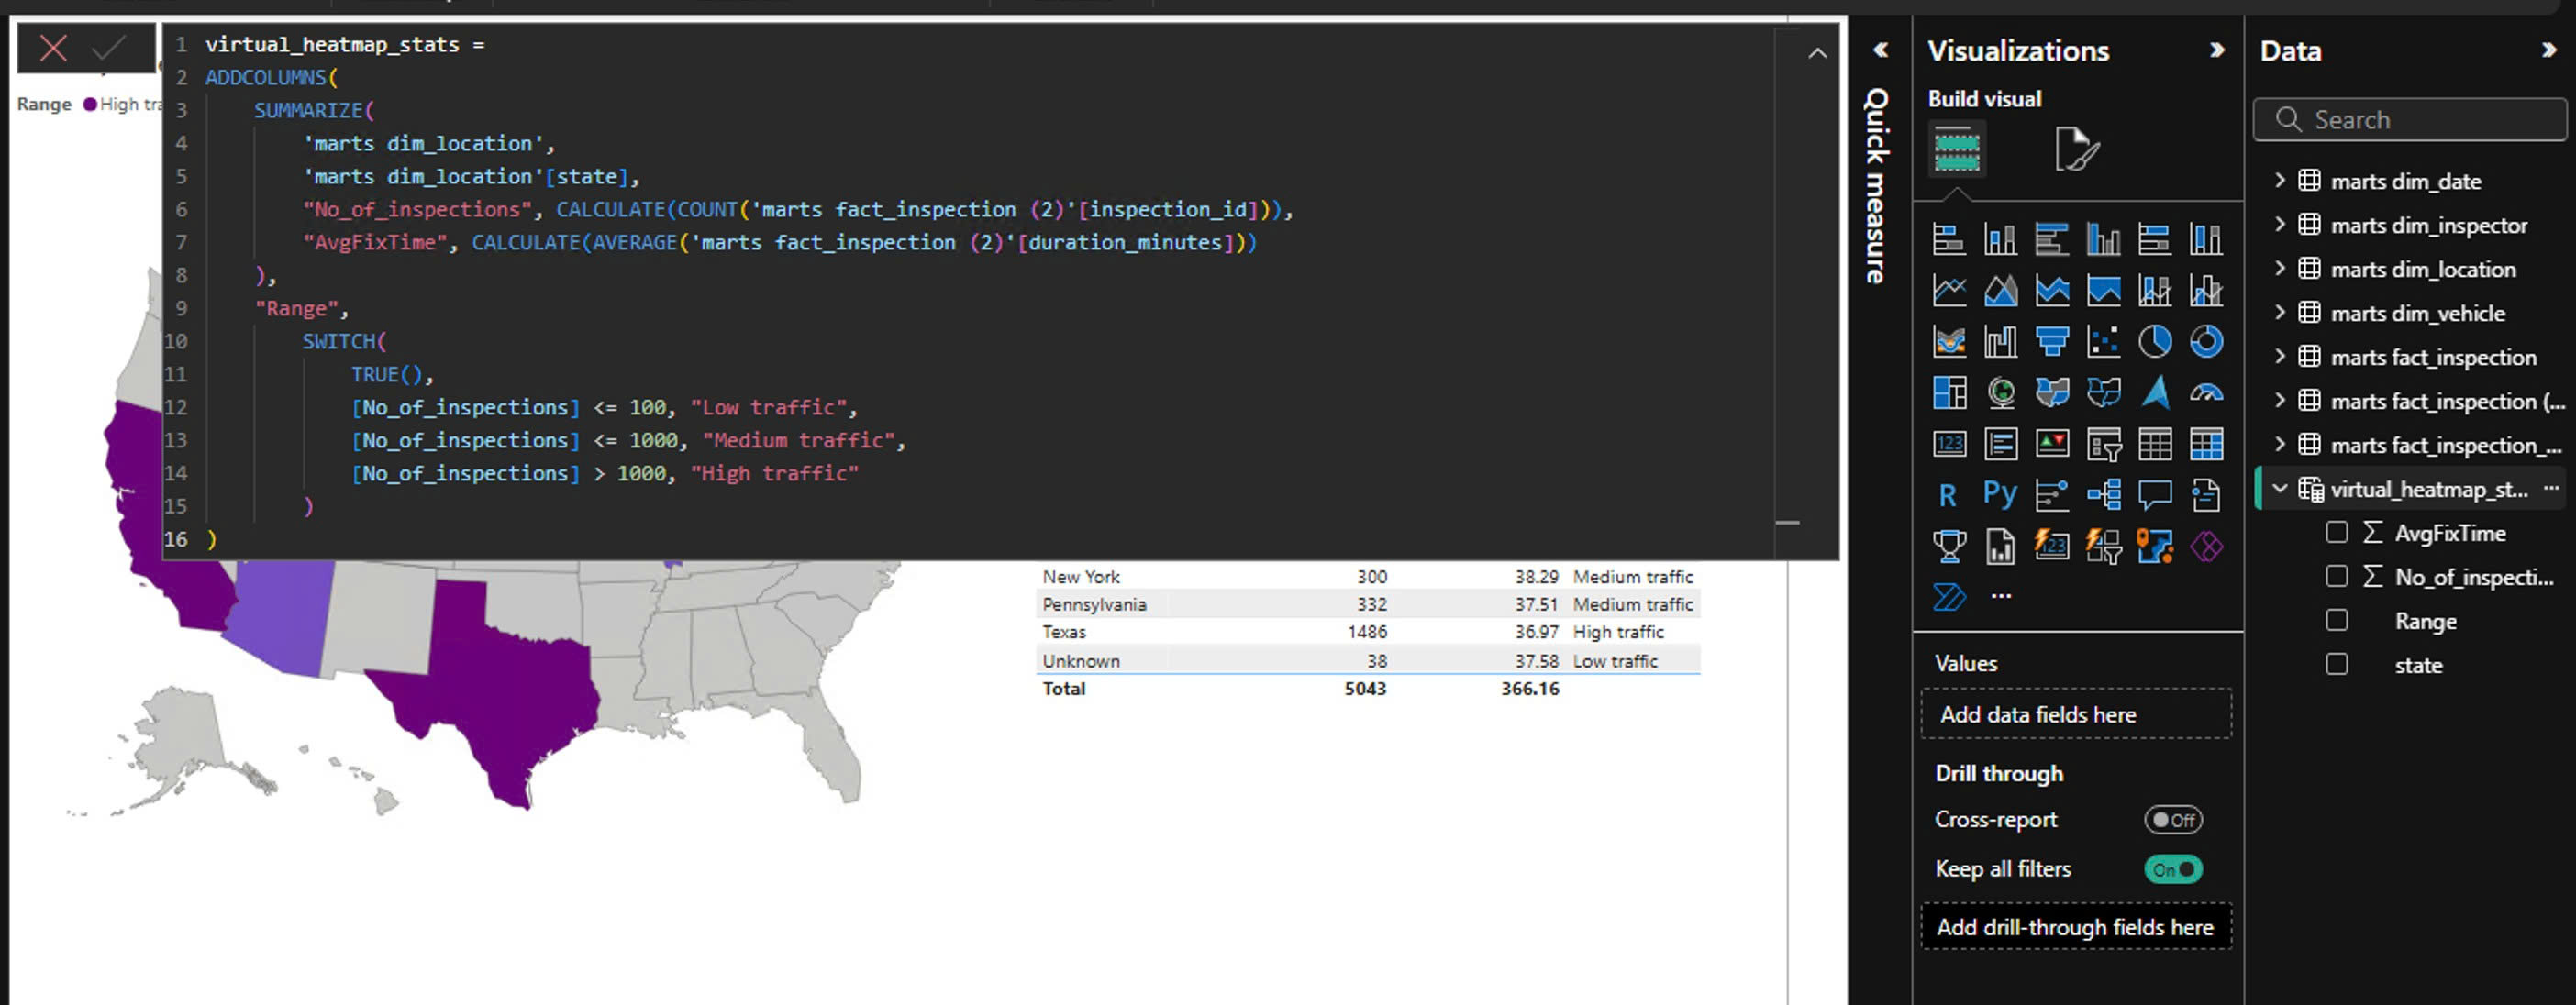 1 virtual_heatmap_stats =
2 ADDCOLUMNS(
3 SUMMARIZE(
4 'marts dim_location',
5 'marts dim_location'[state],
6 "No_of_inspections", CALCULATE(COUNT('marts fact_inspection (2)'[inspection_id])),
7 "AvgFixTime", CALCULATE(AVERAGE('marts fact_inspection (2)'[duration_minutes]))
8 ),
9 "Range",
10 SWITCH(
11 TRUE(),
12 [No_of_inspections] <= 100, "Low traffic",
13 [No_of_inspections] <= 1000, "Medium traffic",
14 [No_of_inspections] > 1000, "High traffic"
15 )
16 )
Range High tra
New York 300 38.29 Medium traffic
Pennsylvania 332 37.51 Medium traffic
Texas 1486 36.97 High traffic
Unknown 38 37.58 Low traffic
Total 5043 366.16
Quick measure
Visualizations
Build visual
123
R Py
123
...
Values
Add data fields here
Drill through
Cross-report Off
Keep all filters On
Add drill-through fields here
Data
Search
marts dim_date
marts dim_inspector
marts dim_location
marts dim_vehicle
marts fact_inspection
marts fact_inspection (...
marts fact_inspection_...
virtual_heatmap_st... ...
∑ AvgFixTime
∑ No_of_inspecti...
Range
state